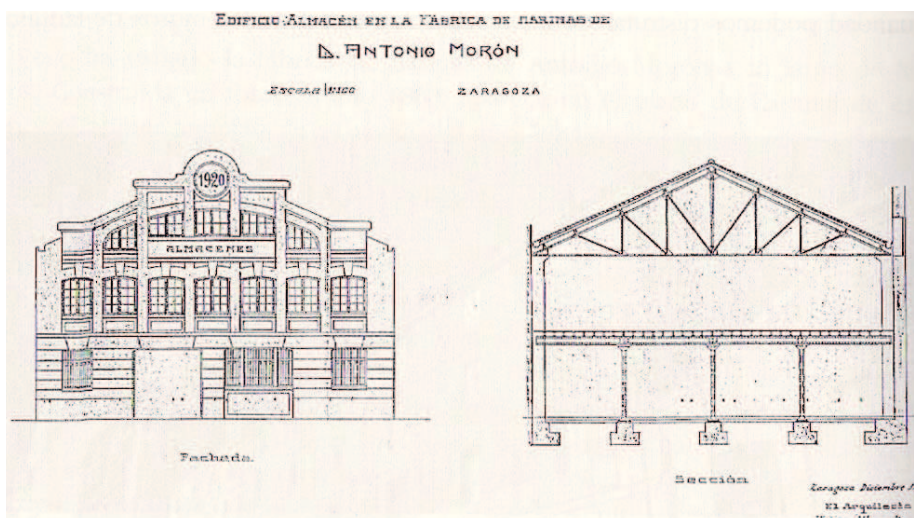 EDIFICIO ALMACÉN EN LA FÁBRICA DE HARINAS DE
D. ANTONIO MORÓN
ESCALA 1/100
ZARAGOZA
1920
ALMACENES
Fachada.
Sección
Zaragoza Diciembre
El Arquitecto